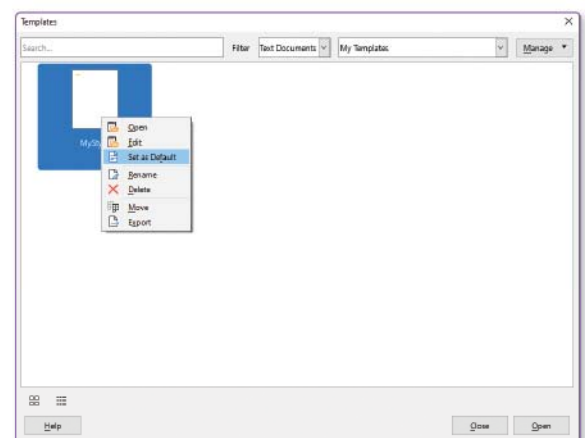 Templates
Search...
Filter
Text Documents
My Templates
Manage
Open
Edit
Set as Default
Rename
Delete
Move
Export
Help
Close
Open